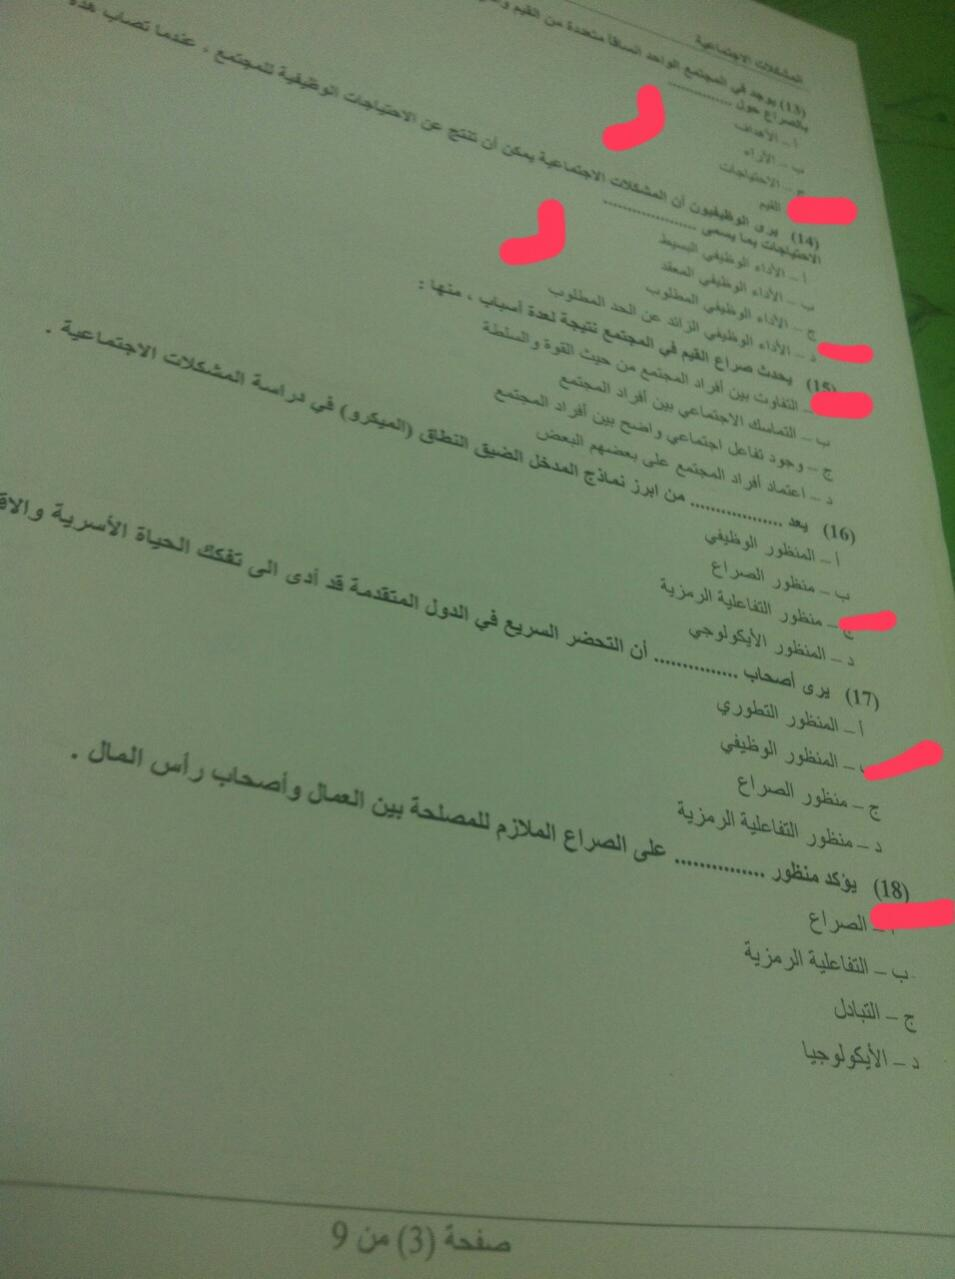 المشكلات الاجتماعية
(13) يوجد في المجتمع الواحد أنساقا متعددة من القيم
بالصراع حول ..............
أ – الأهداف
ب – الآراء
ج – الاحتياجات
القيم
(14) يرى الوظيفيون أن المشكلات الاجتماعية يمكن أن تنتج عن الاحتياجات الوظيفية للمجتمع ، عندما تصاب هذه
الاحتياجات بما يسمى ...................
أ – الأداء الوظيفي البسيط
ب – الأداء الوظيفي المعقد
ج – الأداء الوظيفي المطلوب
د – الأداء الوظيفي الزائد عن الحد المطلوب
(15) يحدث صراع القيم في المجتمع نتيجة لعدة أسباب ، منها :
– التفاوت بين أفراد المجتمع من حيث القوة والسلطة
ب – التماسك الاجتماعي بين أفراد المجتمع
ج – وجود تفاعل اجتماعي واضح بين أفراد المجتمع
د – اعتماد أفراد المجتمع على بعضهم البعض
(16) يعد .................. من ابرز نماذج المدخل الضيق النطاق (الميكرو) في دراسة المشكلات الاجتماعية .
أ – المنظور الوظيفي
ب – منظور الصراع
ج – منظور التفاعلية الرمزية
د – المنظور الأيكولوجي
(17) يرى أصحاب ............... أن التحضر السريع في الدول المتقدمة قد أدى الى تفكك الحياة الأسرية
أ – المنظور التطوري
ب – المنظور الوظيفي
ج – منظور الصراع
د – منظور التفاعلية الرمزية
(18) يؤكد منظور ............... على الصراع الملازم للمصلحة بين العمال وأصحاب رأس المال .
أ – الصراع
ب – التفاعلية الرمزية
ج – التبادل
د – الأيكولوجيا
صفحة (3) من 9